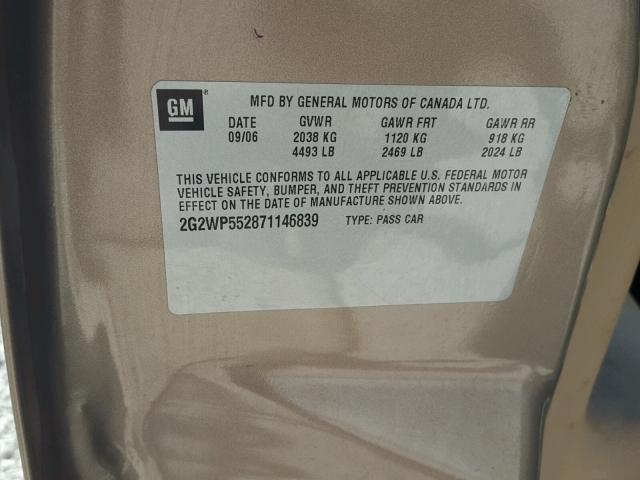 GM ®
MFD BY GENERAL MOTORS OF CANADA LTD.
DATE GVWR GAWR FRT GAWR RR
09/06 2038 KG 1120 KG 918 KG
4493 LB 2469 LB 2024 LB
THIS VEHICLE CONFORMS TO ALL APPLICABLE U.S. FEDERAL MOTOR
VEHICLE SAFETY, BUMPER, AND THEFT PREVENTION STANDARDS IN
EFFECT ON THE DATE OF MANUFACTURE SHOWN ABOVE.
2G2WP552871146839 TYPE: PASS CAR